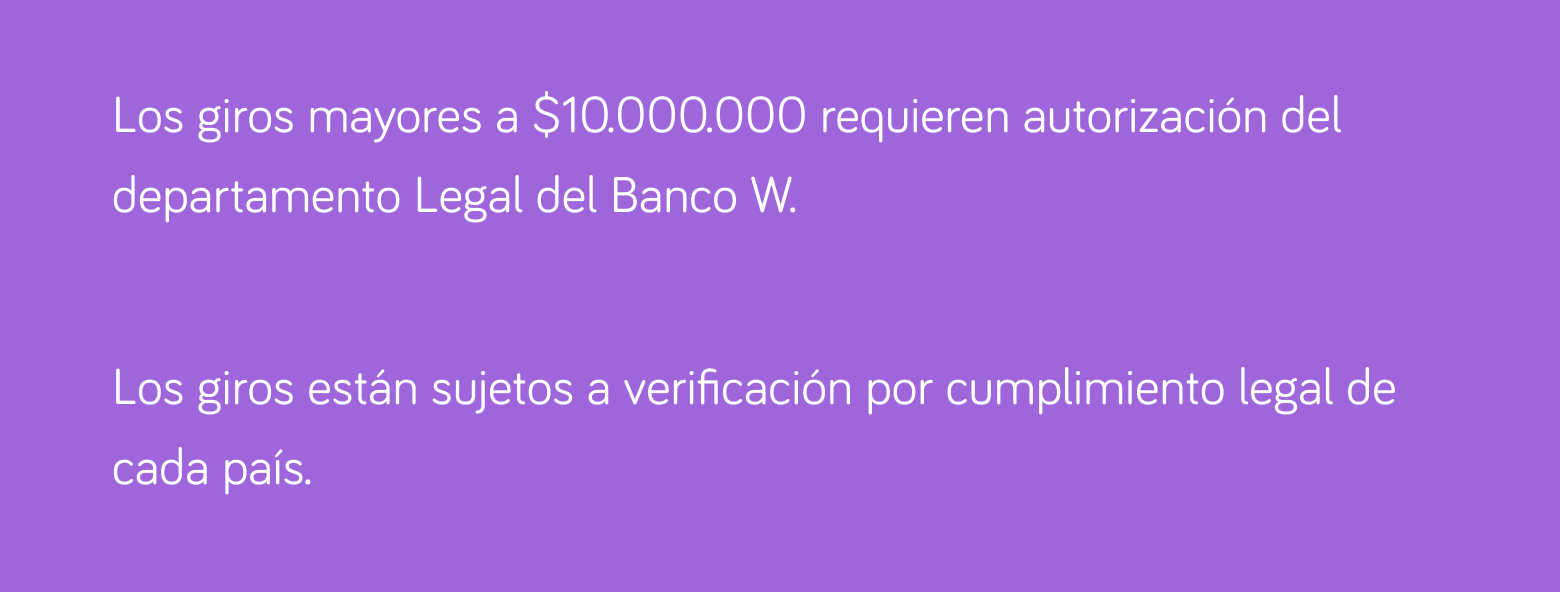 Los giros mayores a $10.000.000 requieren autorización del
departamento Legal del Banco W.
Los giros están sujetos a verificación por cumplimiento legal de
cada país.